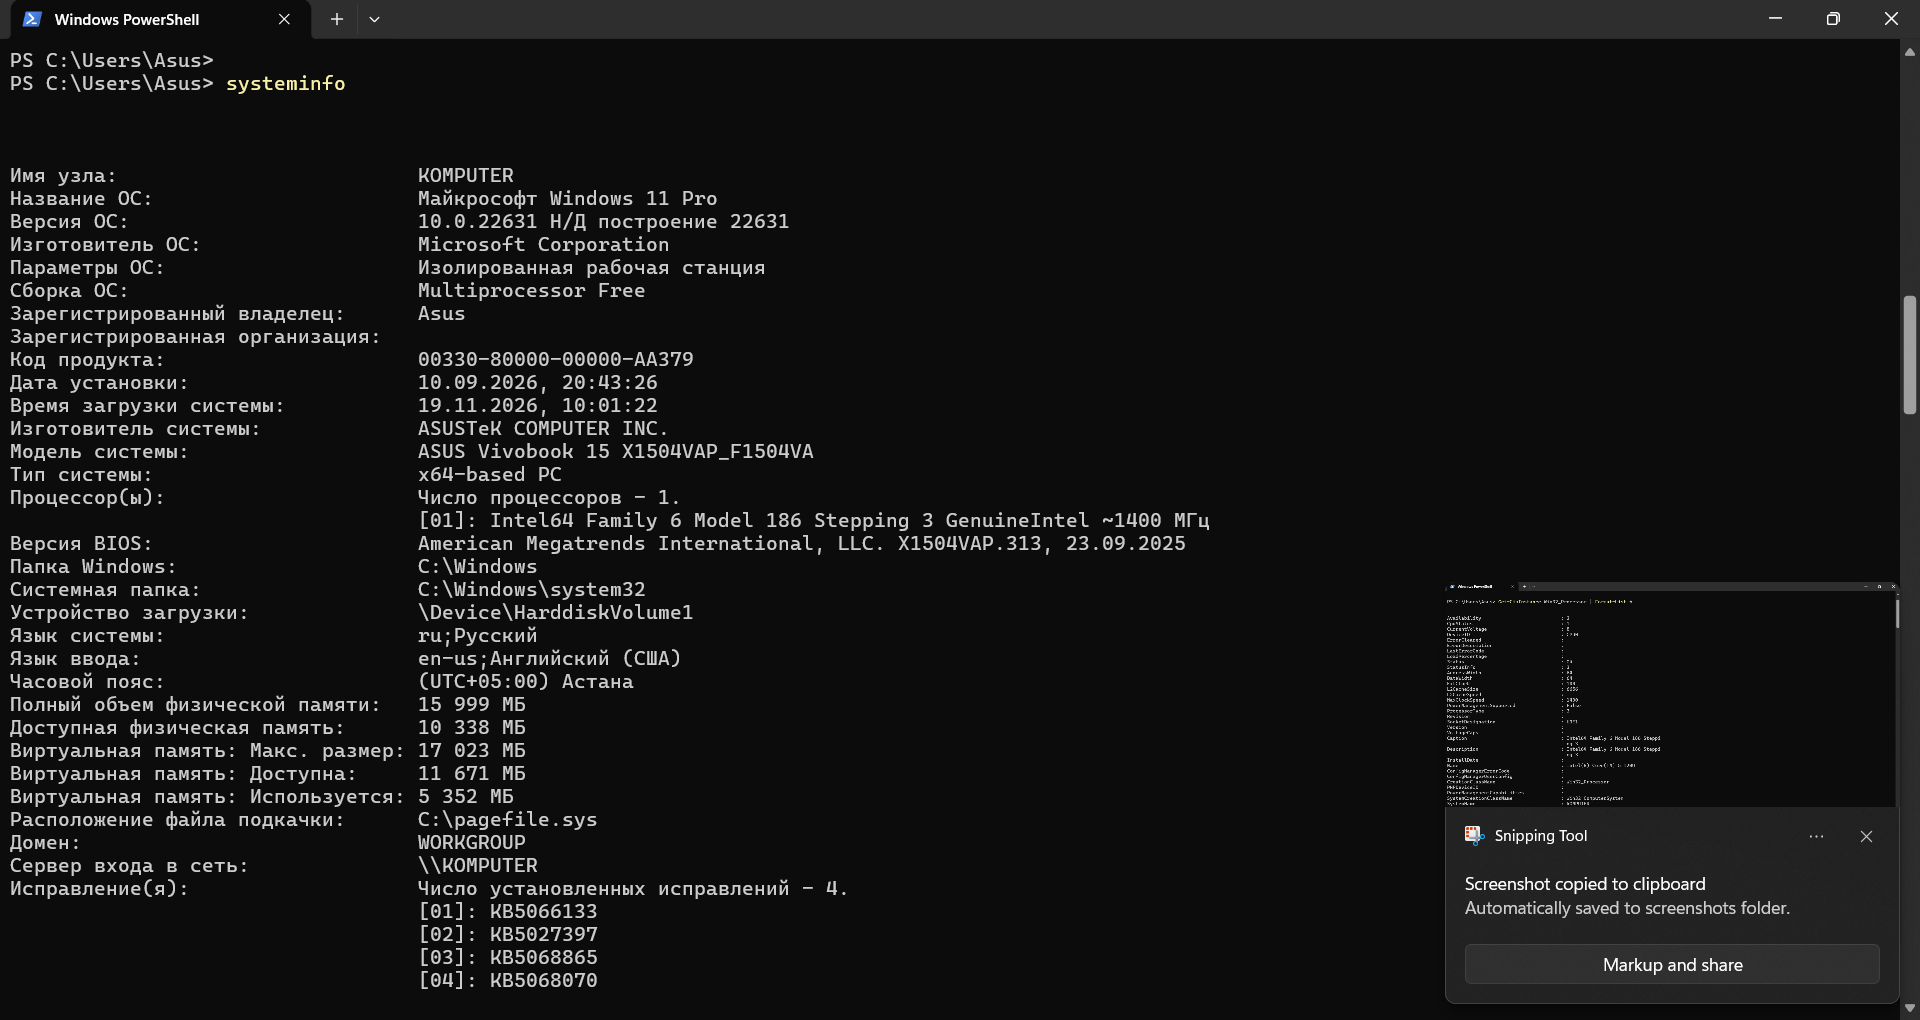 Windows PowerShell
PS C:\Users\Asus>
PS C:\Users\Asus> systeminfo
Имя узла: KOMPUTER
Название ОС: Майкрософт Windows 11 Pro
Версия ОС: 10.0.22631 Н/Д построение 22631
Изготовитель ОС: Microsoft Corporation
Параметры ОС: Изолированная рабочая станция
Сборка ОС: Multiprocessor Free
Зарегистрированный владелец: Asus
Зарегистрированная организация:
Код продукта: 00330-80000-00000-AA379
Дата установки: 10.09.2026, 20:43:26
Время загрузки системы: 19.11.2026, 10:01:22
Изготовитель системы: ASUSTeK COMPUTER INC.
Модель системы: ASUS Vivobook 15 X1504VAP_F1504VA
Тип системы: x64-based PC
Процессор(ы): Число процессоров - 1.
[01]: Intel64 Family 6 Model 186 Stepping 3 GenuineIntel ~1400 МГц
Версия BIOS: American Megatrends International, LLC. X1504VAP.313, 23.09.2025
Папка Windows: C:\Windows
Системная папка: C:\Windows\system32
Устройство загрузки: \Device\HarddiskVolume1
Язык системы: ru;Русский
Язык ввода: en-us;Английский (США)
Часовой пояс: (UTC+05:00) Астана
Полный объем физической памяти: 15 999 МБ
Доступная физическая память: 10 338 МБ
Виртуальная память: Макс. размер: 17 023 МБ
Виртуальная память: Доступна: 11 671 МБ
Виртуальная память: Используется: 5 352 МБ
Расположение файла подкачки: C:\pagefile.sys
Домен: WORKGROUP
Сервер входа в сеть: \\KOMPUTER
Исправление(я): Число установленных исправлений - 4.
[01]: KB5066133
[02]: KB5027397
[03]: KB5068865
[04]: KB5068070
Snipping Tool
Screenshot copied to clipboard
Automatically saved to screenshots folder.
Markup and share